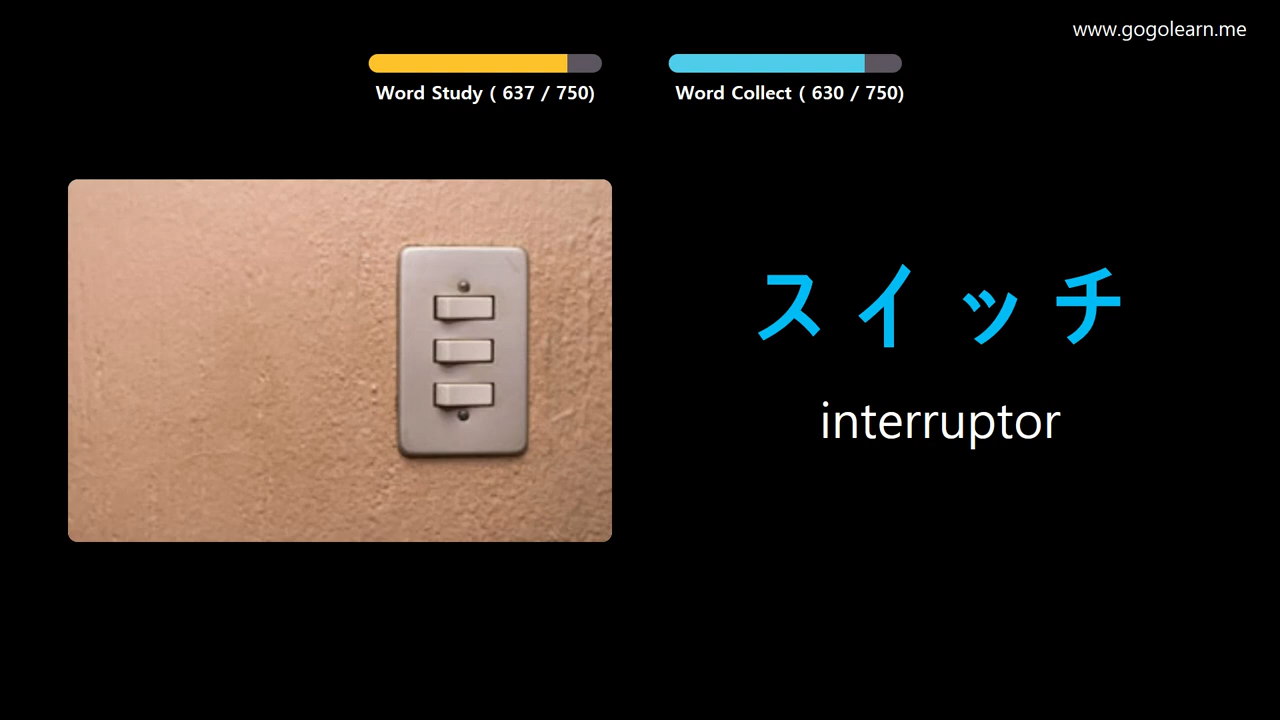 www.gogolearn.me
Word Study ( 637 / 750)
Word Collect ( 630 / 750)
スイッチ
interruptor